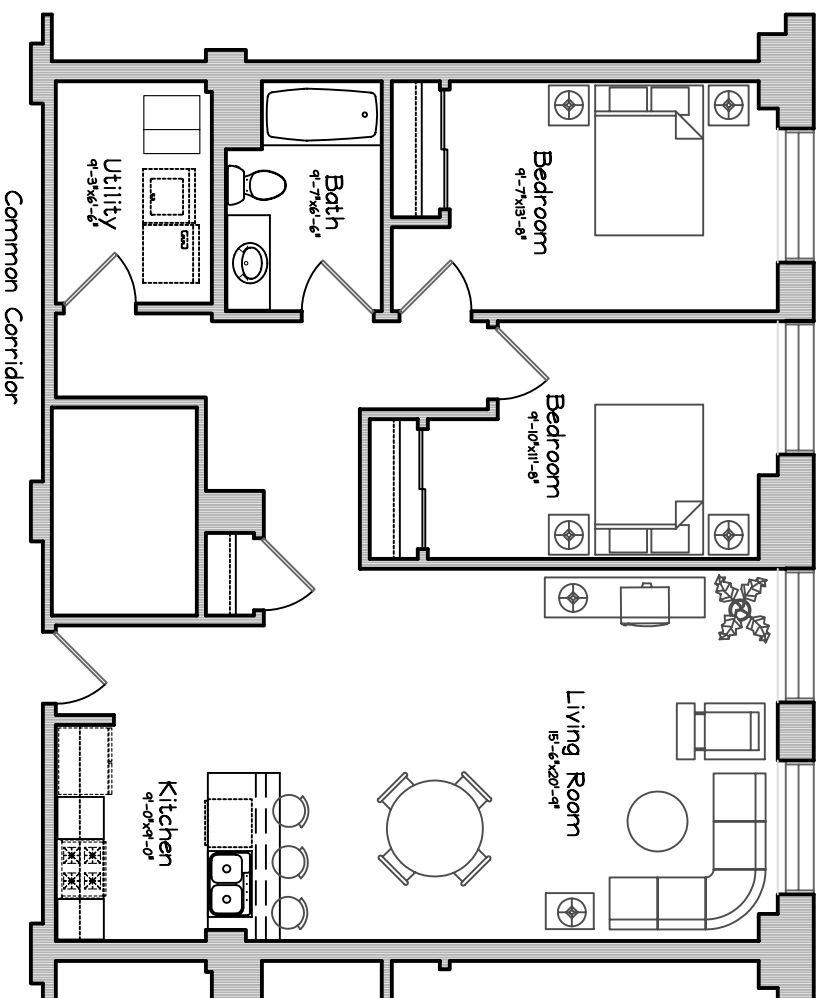 Utility
9'-3"x6'-6"
Bath
9'-7"x6'-6"
Bedroom
9'-7"x13'-8"
Common Corridor
Bedroom
9'-10"x11'-8"
Living Room
15'-6"x20'-9"
Kitchen
9'-0"x9'-0"